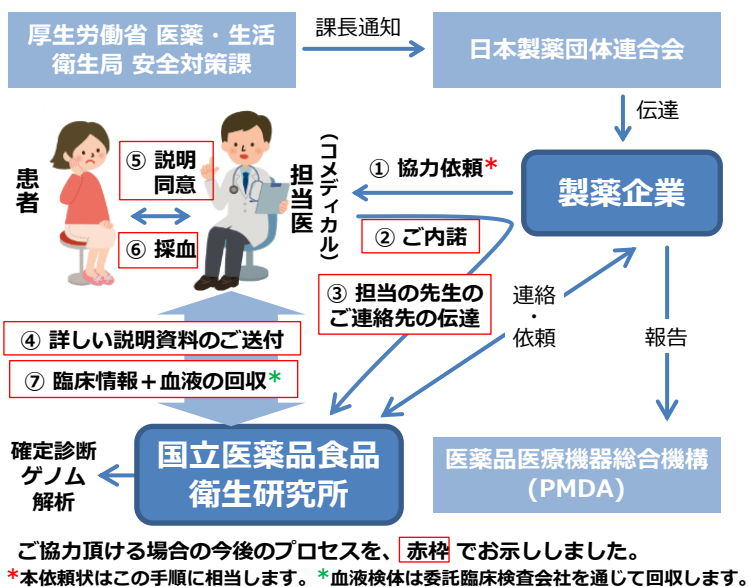 厚生労働省 医薬・生活
衛生局 安全対策課
課長通知
日本製薬団体連合会
伝達
製薬企業
① 協力依頼*
② ご内諾
③ 担当の先生の
ご連絡先の伝達
患者
⑤ 説明
同意
⑥ 採血
担当医
(コメディカル)
④ 詳しい説明資料のご送付
⑦ 臨床情報＋血液の回収*
連絡
・
依頼
報告
確定診断
ゲノム
解析
国立医薬品食品
衛生研究所
医薬品医療機器総合機構
(PMDA)
ご協力頂ける場合の今後のプロセスを、 赤枠 でお示ししました。
*本依頼状はこの手順に相当します。*血液検体は委託臨床検査会社を通じて回収します。